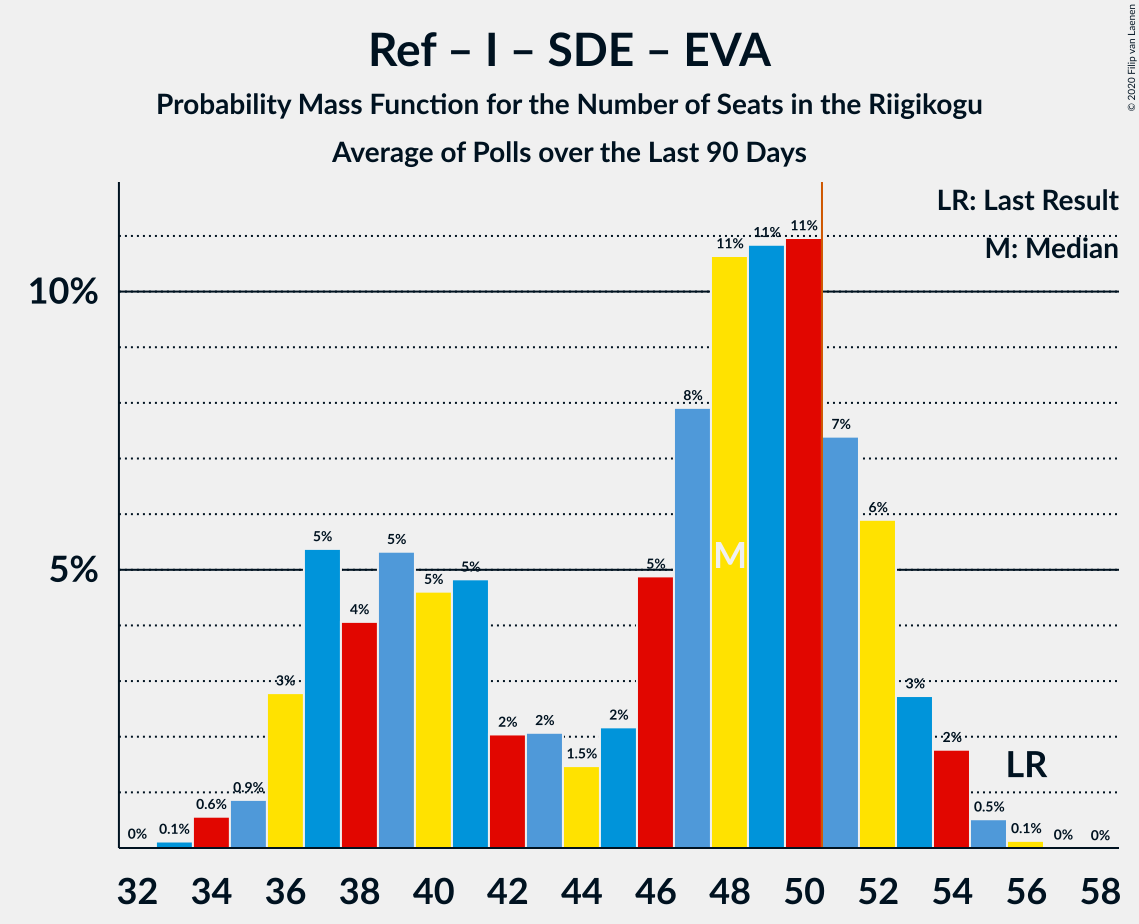 Ref – I – SDE – EVA
Probability Mass Function for the Number of Seats in the Riigikogu
Average of Polls over the Last 90 Days
© 2020 Filip van Laenen
LR: Last Result
M: Median
10%
5%
0% 0.1% 0.6% 0.9% 3% 5% 4% 5% 5% 5% 2% 2% 1.5% 2% 5% 8% 11% 11% 11% 7% 6% 3% 2% 0.5% 0.1% 0% 0%
M
LR
32 34 36 38 40 42 44 46 48 50 52 54 56 58